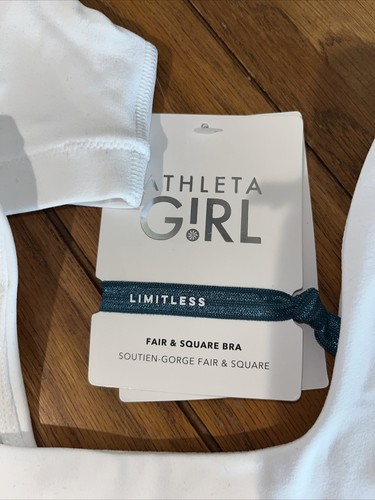 ATHLETA
G!RL
LIMITLESS
FAIR & SQUARE BRA
SOUTIEN-GORGE FAIR & SQUARE